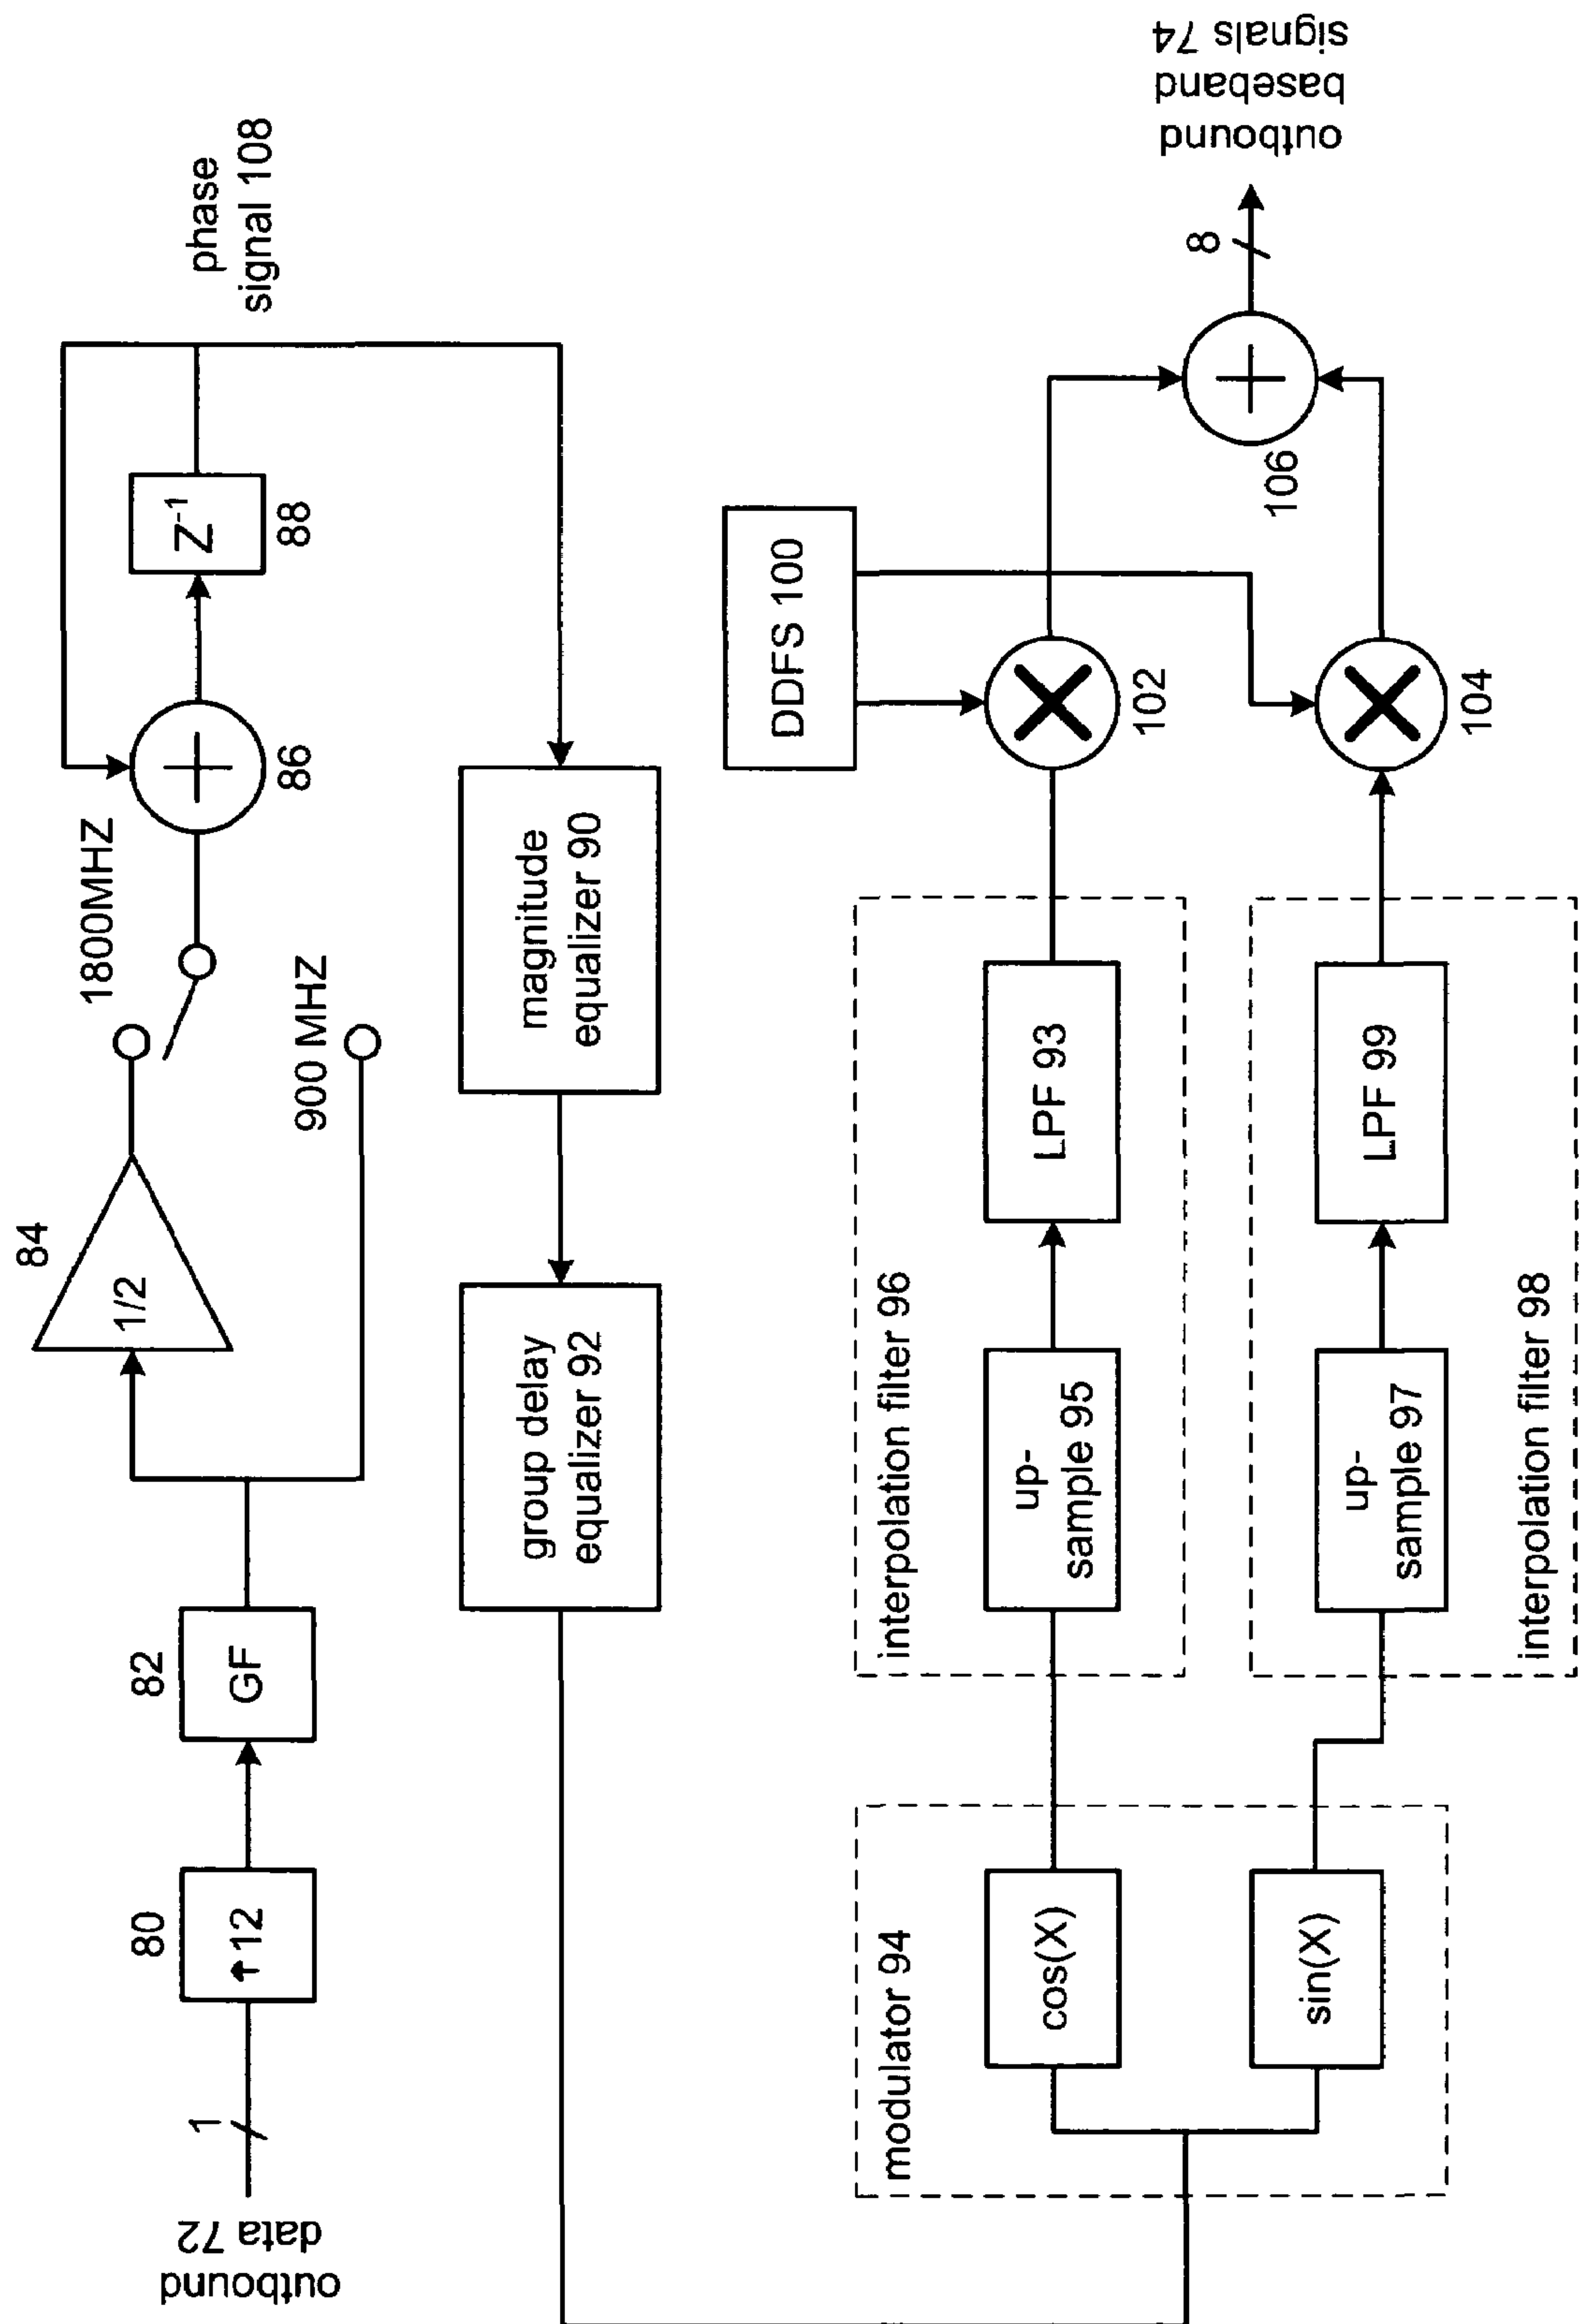 outbound
data 72
1
80
↑12
82
GF
84
1/2
1800MHZ
900 MHZ
86
Z-1
88
phase
signal 108
magnitude
equalizer 90
group delay
equalizer 92
modulator 94
cos(X)
sin(X)
interpolation filter 96
up-
sample 95
LPF 93
up-
sample 97
LPF 99
interpolation filter 98
DDFS 100
102
104
106
8
outbound
baseband
signals 74